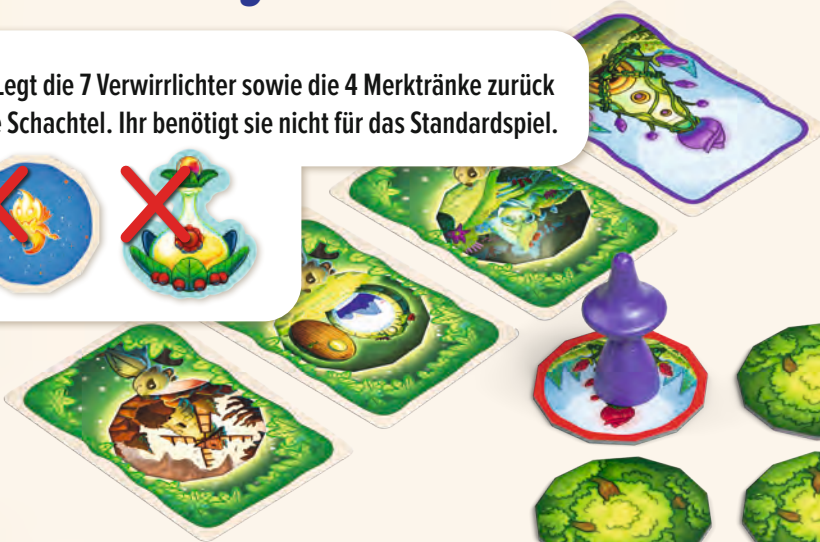 Legt die 7 Verwirrlichter sowie die 4 Merktränke zurück
Schachtel. Ihr benötigt sie nicht für das Standardspiel.